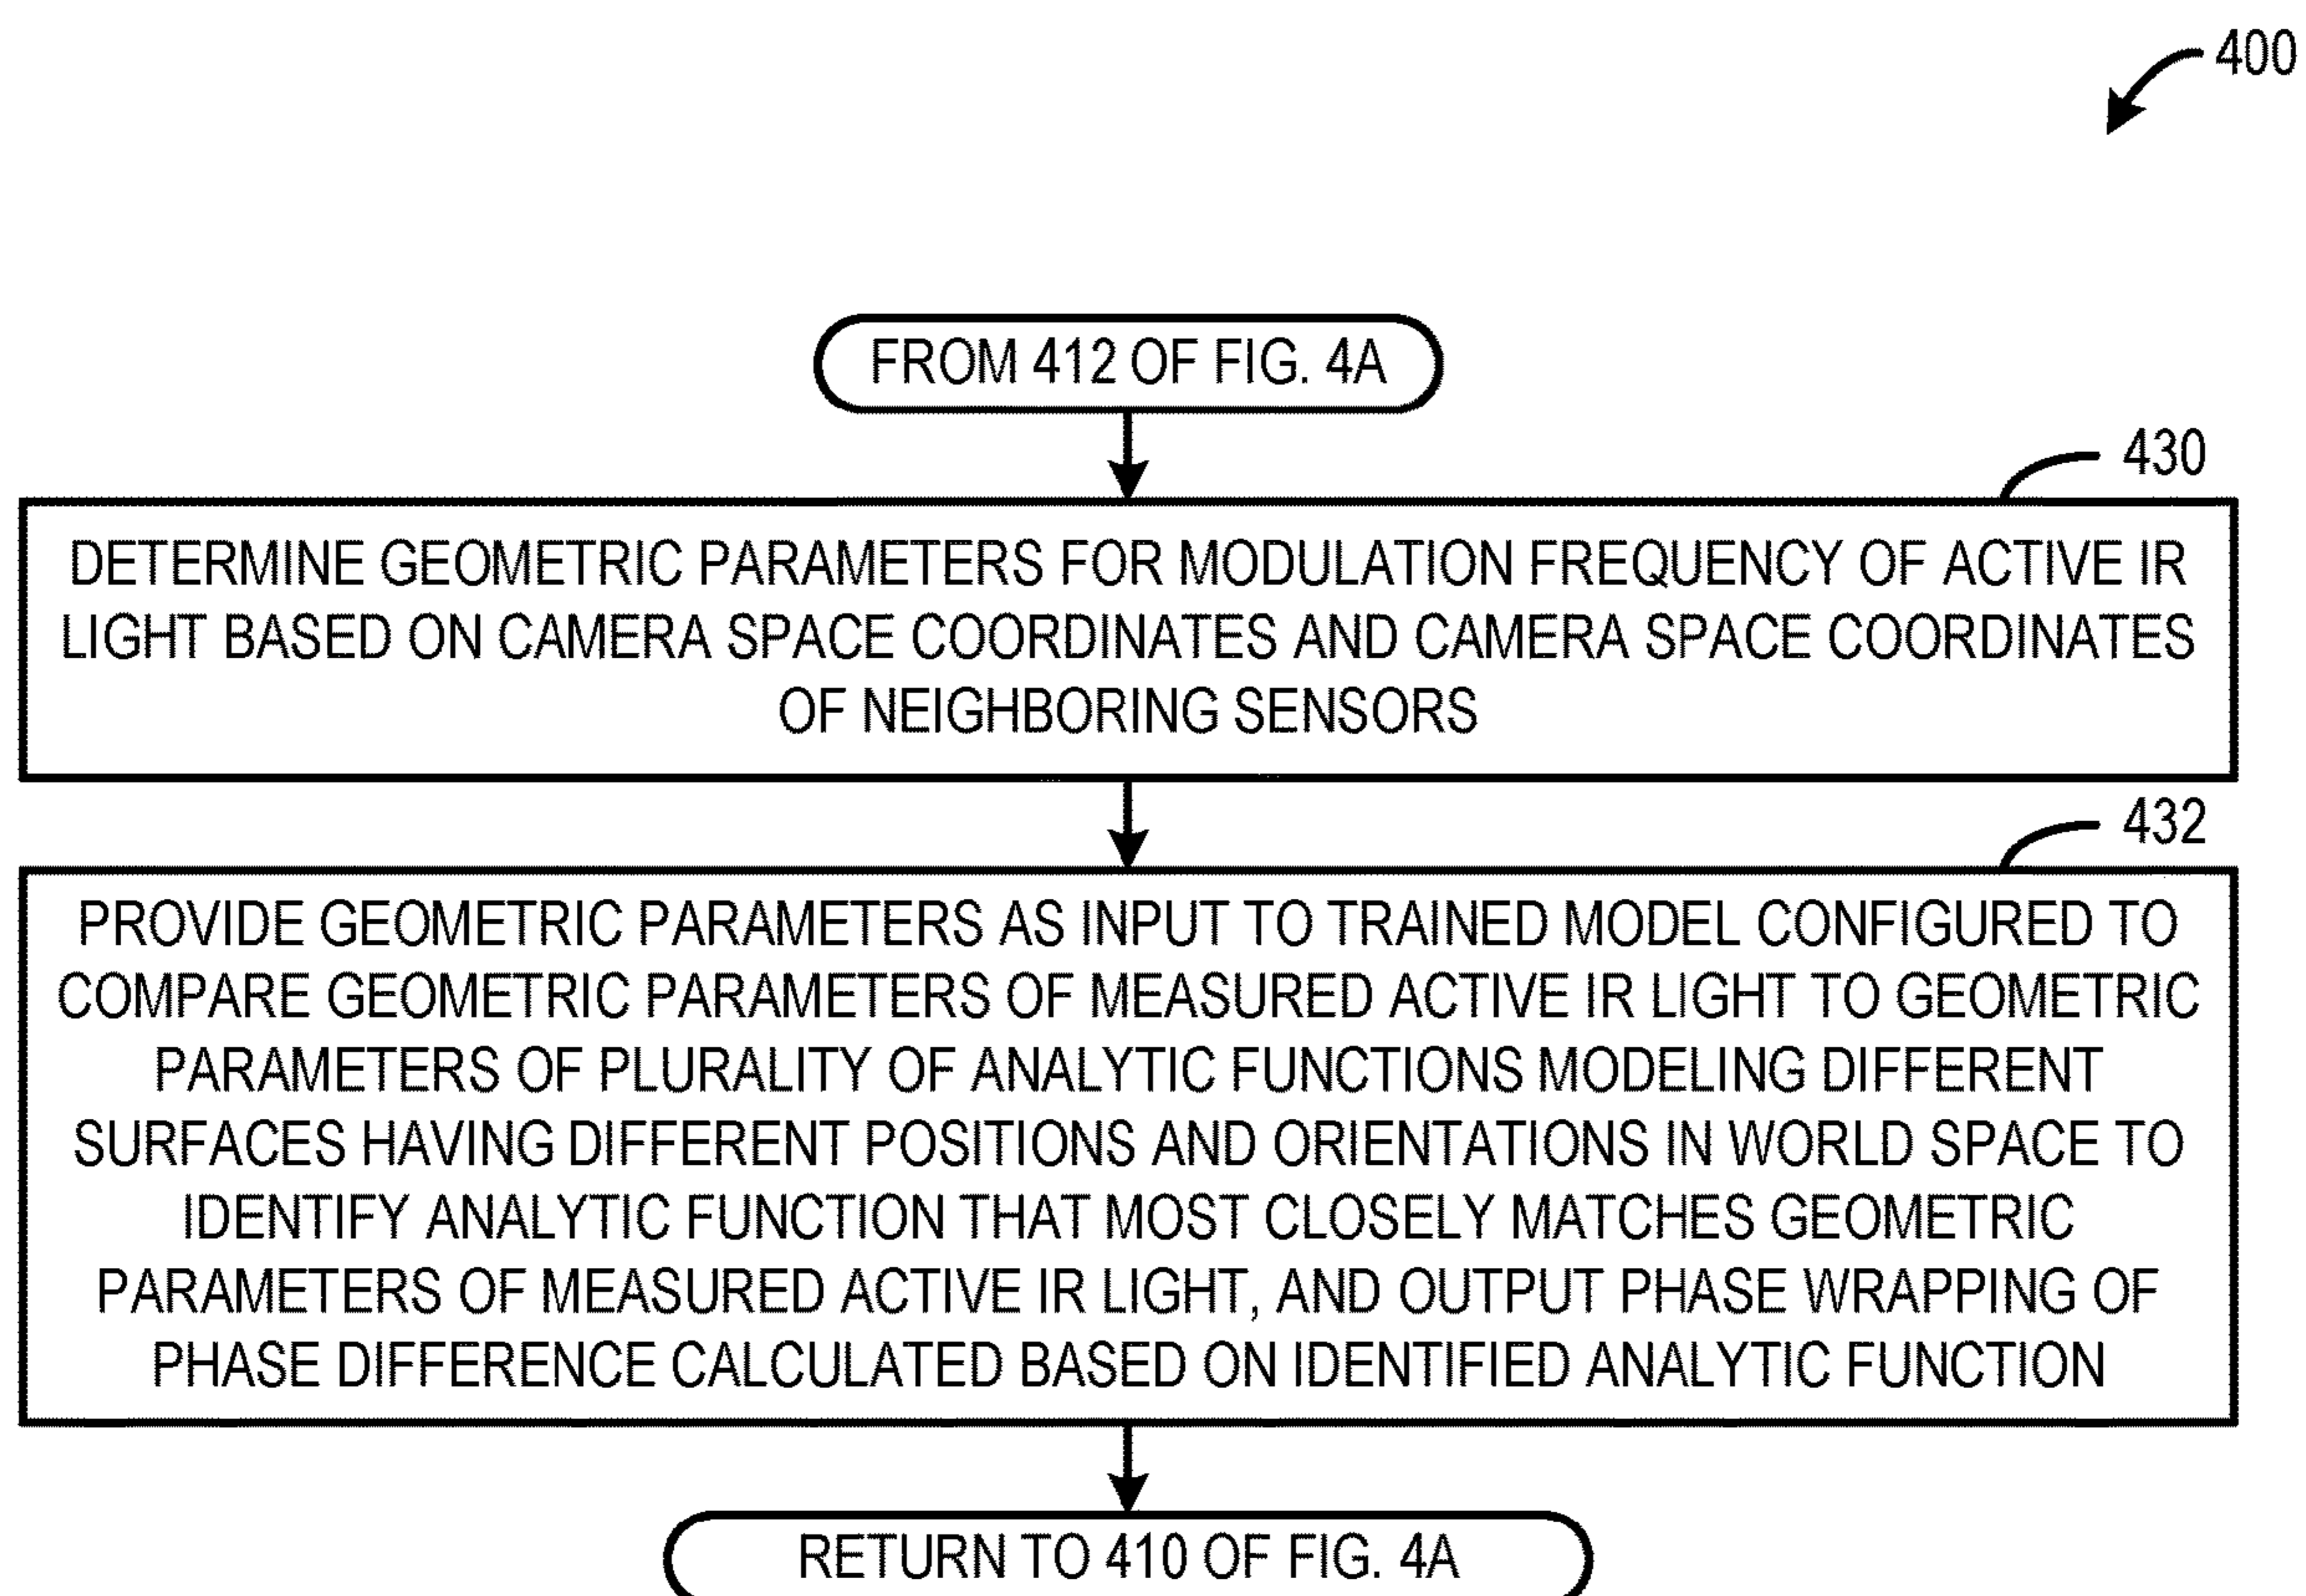 400
FROM 412 OF FIG. 4A
430
DETERMINE GEOMETRIC PARAMETERS FOR MODULATION FREQUENCY OF ACTIVE IR
LIGHT BASED ON CAMERA SPACE COORDINATES AND CAMERA SPACE COORDINATES
OF NEIGHBORING SENSORS
432
PROVIDE GEOMETRIC PARAMETERS AS INPUT TO TRAINED MODEL CONFIGURED TO
COMPARE GEOMETRIC PARAMETERS OF MEASURED ACTIVE IR LIGHT TO GEOMETRIC
PARAMETERS OF PLURALITY OF ANALYTIC FUNCTIONS MODELING DIFFERENT
SURFACES HAVING DIFFERENT POSITIONS AND ORIENTATIONS IN WORLD SPACE TO
IDENTIFY ANALYTIC FUNCTION THAT MOST CLOSELY MATCHES GEOMETRIC
PARAMETERS OF MEASURED ACTIVE IR LIGHT, AND OUTPUT PHASE WRAPPING OF
PHASE DIFFERENCE CALCULATED BASED ON IDENTIFIED ANALYTIC FUNCTION
RETURN TO 410 OF FIG. 4A